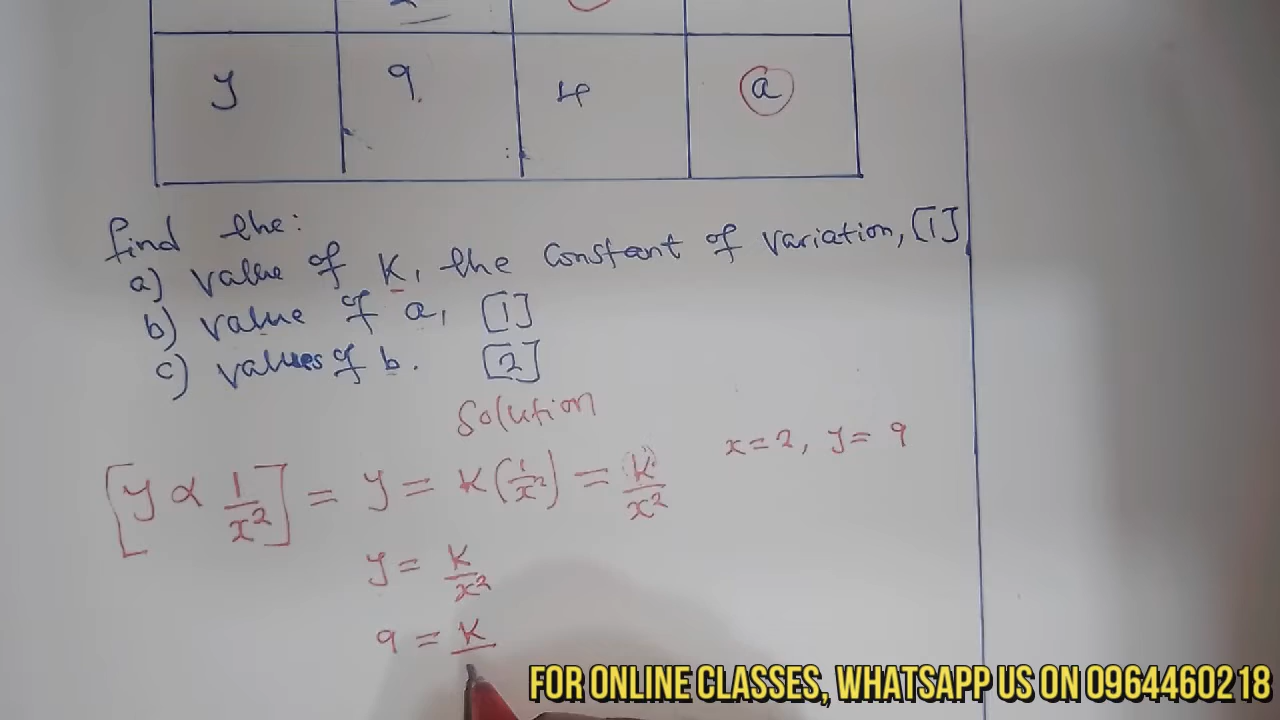 y 9 4 a
find the:
a) value of K, the constant of variation, [1]
b) value of a, [1]
c) values of b. [2]
Solution
x = 2, y = 9
[y ∝ 1/x²] = y = K(1/x²) = K/x²
y = K/x²
9 = K
FOR ONLINE CLASSES, WHATSAPP US ON 0964460218